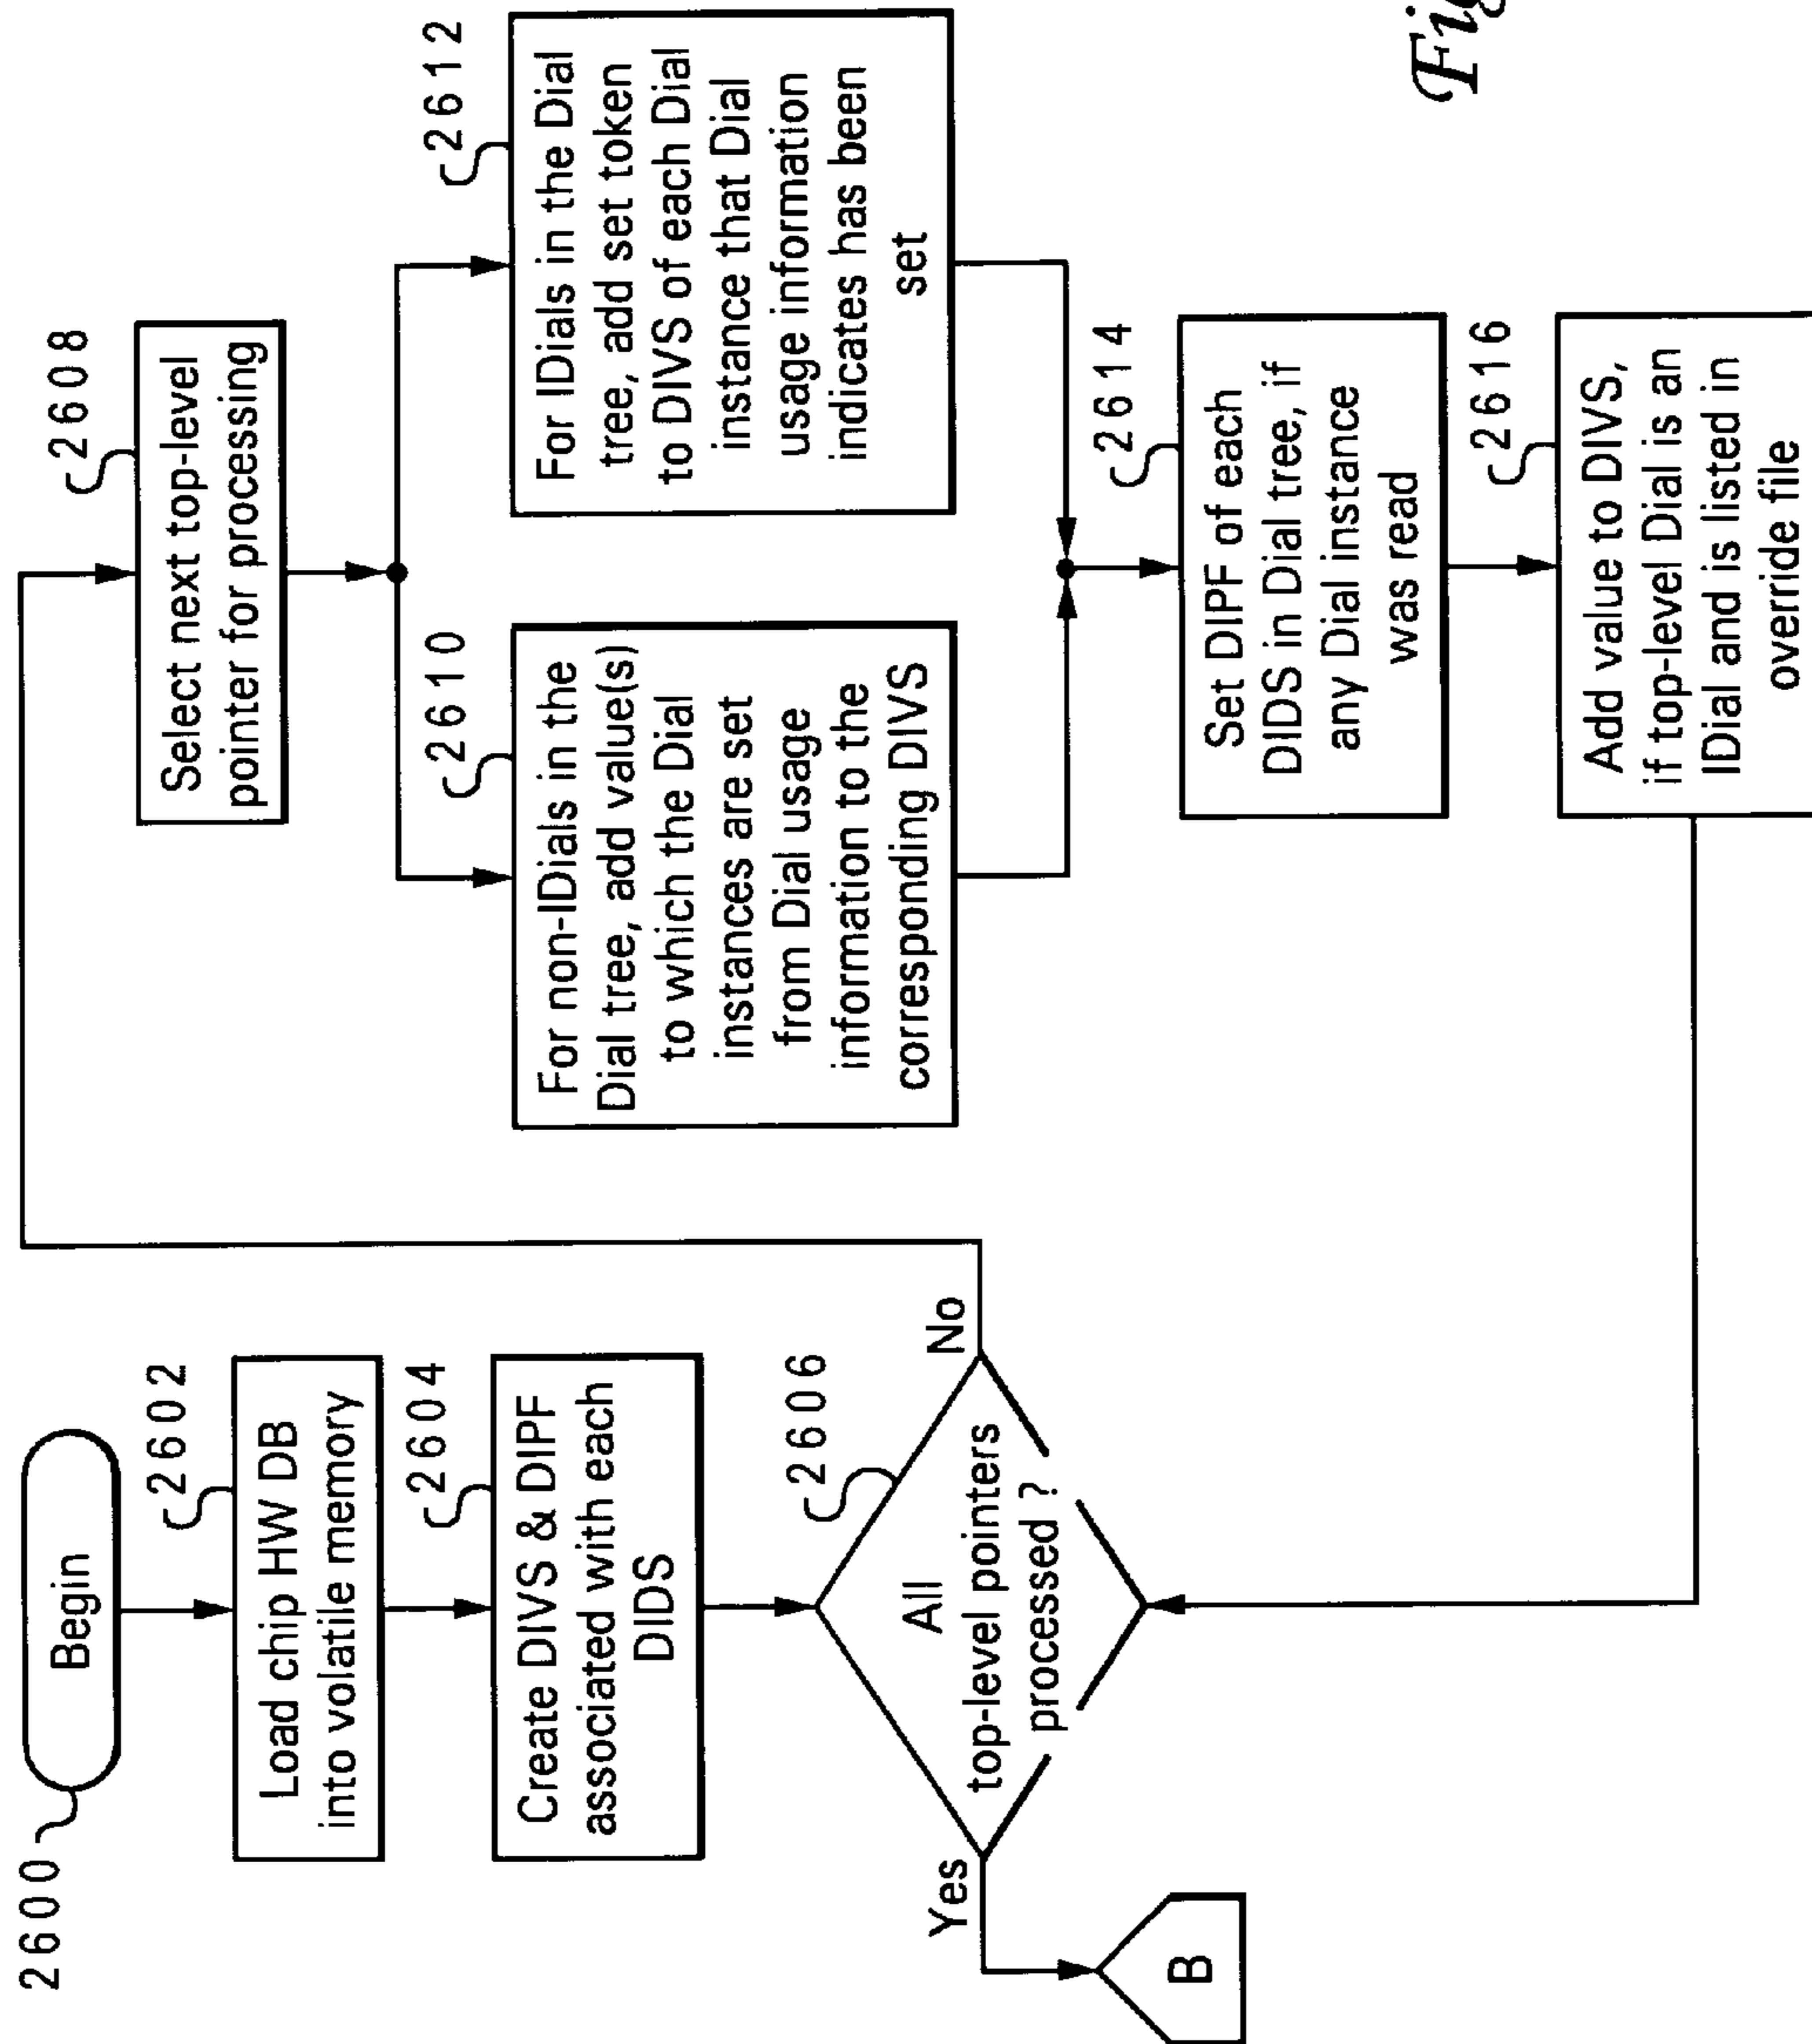 2600
Begin
2602
Load chip HW DB
into volatile memory
2604
Create DIVS & DIPF
associated with each
DIDS
2606
All
top-level pointers
processed ?
Yes
No
B
2608
Select next top-level
pointer for processing
2610
For non-IDials in the
Dial tree, add value(s)
to which the Dial
instances are set
from Dial usage
information to the
corresponding DIVS
2612
For IDials in the Dial
tree, add set token
to DIVS of each Dial
instance that Dial
usage information
indicates has been
set
2614
Set DIPF of each
DIDS in Dial tree, if
any Dial instance
was read
2616
Add value to DIVS,
if top-level Dial is an
IDial and is listed in
override file